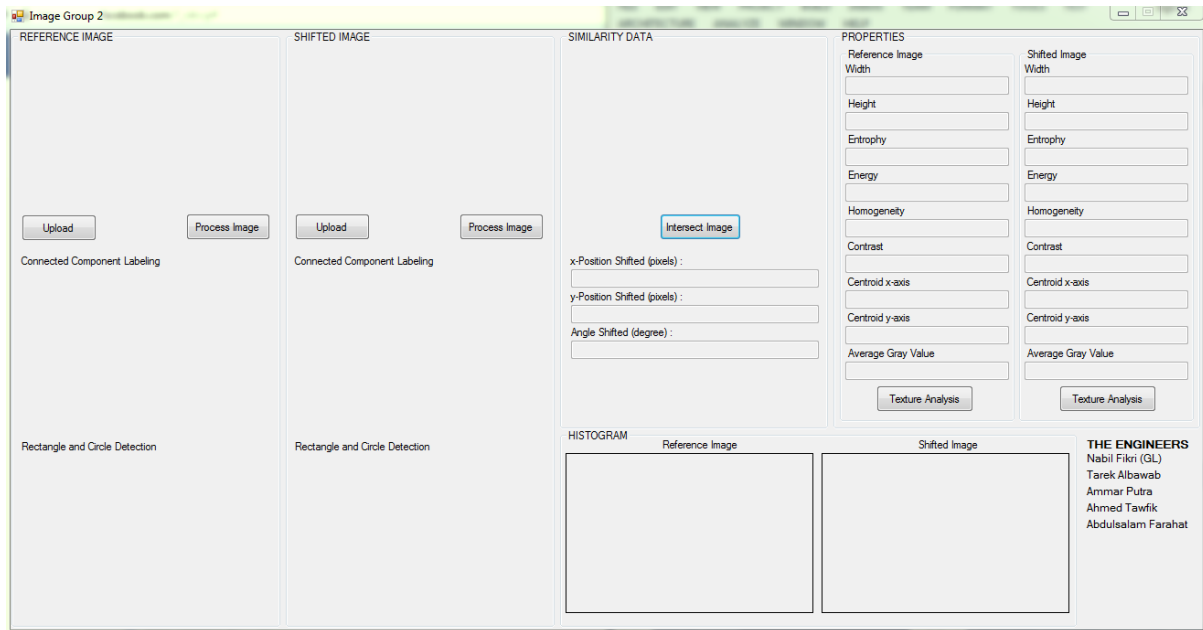 Image Group 2
REFERENCE IMAGE
Upload
Process Image
Connected Component Labeling
Rectangle and Circle Detection
SHIFTED IMAGE
Upload
Process Image
Connected Component Labeling
Rectangle and Circle Detection
SIMILARITY DATA
Intersect Image
x-Position Shifted (pixels) :
y-Position Shifted (pixels) :
Angle Shifted (degree) :
PROPERTIES
Reference Image
Width
Height
Entrophy
Energy
Homogeneity
Contrast
Centroid x-axis
Centroid y-axis
Average Gray Value
Texture Analysis
Shifted Image
Width
Height
Entrophy
Energy
Homogeneity
Contrast
Centroid x-axis
Centroid y-axis
Average Gray Value
Texture Analysis
HISTOGRAM
Reference Image
Shifted Image
THE ENGINEERS
Nabil Fikri (GL)
Tarek Albawab
Ammar Putra
Ahmed Tawfik
Abdulsalam Farahat